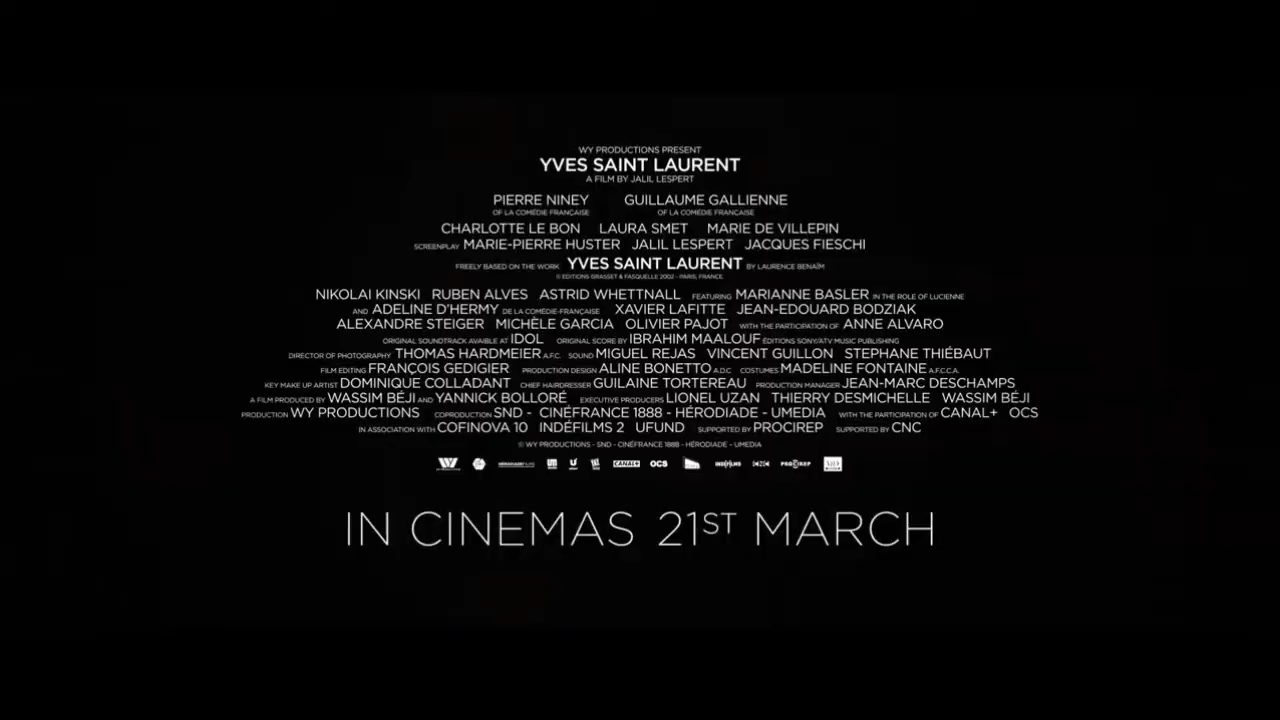 WY PRODUCTIONS PRESENT
YVES SAINT LAURENT
A FILM BY JALIL LESPERT
PIERRE NINEY GUILLAUME GALLIENNE
OF LA COMÉDIE FRANÇAISE OF LA COMÉDIE FRANÇAISE
CHARLOTTE LE BON LAURA SMET MARIE DE VILLEPIN
SCREENPLAY MARIE-PIERRE HUSTER JALIL LESPERT JACQUES FIESCHI
FREELY BASED ON THE WORK YVES SAINT LAURENT BY LAURENCE BENAÏM
© EDITIONS GRASSET & FASQUELLE 2002 - PARIS, FRANCE.
NIKOLAI KINSKI RUBEN ALVES ASTRID WHETTNALL FEATURING MARIANNE BASLER IN THE ROLE OF LUCIENNE
AND ADELINE D'HERMY DE LA COMÉDIE-FRANÇAISE XAVIER LAFITTE JEAN-EDOUARD BODZIAK
ALEXANDRE STEIGER MICHÈLE GARCIA OLIVIER PAJOT WITH THE PARTICIPATION OF ANNE ALVARO
ORIGINAL SOUNDTRACK AVAIBLE AT IDOL ORIGINAL SCORE BY IBRAHIM MAALOUF ÉDITIONS SONY/ATV MUSIC PUBLISHING
DIRECTOR OF PHOTOGRAPHY THOMAS HARDMEIER A.F.C. SOUND MIGUEL REJAS VINCENT GUILLON STEPHANE THIÉBAUT
FILM EDITING FRANÇOIS GEDIGIER PRODUCTION DESIGN ALINE BONETTO A.D.C COSTUMES MADELINE FONTAINE A.F.C.C.A.
KEY MAKE UP ARTIST DOMINIQUE COLLADANT CHIEF HAIRDRESSER GUILAINE TORTEREAU PRODUCTION MANAGER JEAN-MARC DESCHAMPS
A FILM PRODUCED BY WASSIM BÉJI AND YANNICK BOLLORÉ EXECUTIVE PRODUCERS LIONEL UZAN THIERRY DESMICHELLE WASSIM BÉJI
PRODUCTION WY PRODUCTIONS COPRODUCTION SND - CINÉFRANCE 1888 - HÉRODIADE - UMEDIA WITH THE PARTICIPATION OF CANAL+ OCS
IN ASSOCIATION WITH COFINOVA 10 INDÉFILMS 2 UFUND SUPPORTED BY PROCIREP SUPPORTED BY CNC
© WY PRODUCTIONS - SND - CINÉFRANCE 1888 - HÉRODIADE - UMEDIA
CANAL+ OCS PROCIREP
IN CINEMAS 21ST MARCH